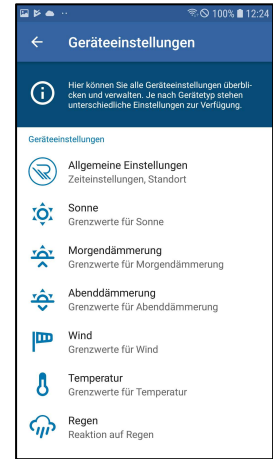 100% 12:24
Geräteeinstellungen
Hier können Sie alle Geräteeinstellungen überbli-
cken und verwalten. Je nach Gerätetyp stehen
unterschiedliche Einstellungen zur Verfügung.
Geräteeinstellungen
Allgemeine Einstellungen
Zeiteinstellungen, Standort
Sonne
Grenzwerte für Sonne
Morgendämmerung
Grenzwerte für Morgendämmerung
Abenddämmerung
Grenzwerte für Abenddämmerung
Wind
Grenzwerte für Wind
Temperatur
Grenzwerte für Temperatur
Regen
Reaktion auf Regen